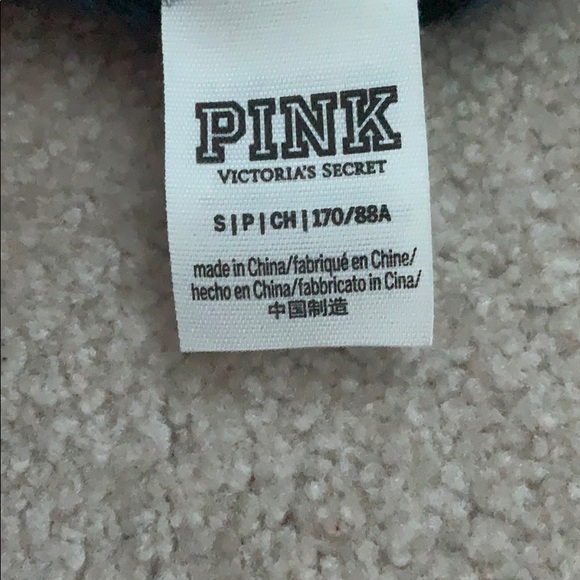 PINK
VICTORIA'S SECRET
S | P | CH | 170/88A
made in China/fabriqué en Chine/
hecho en China/fabbricato in Cina/
中国制造